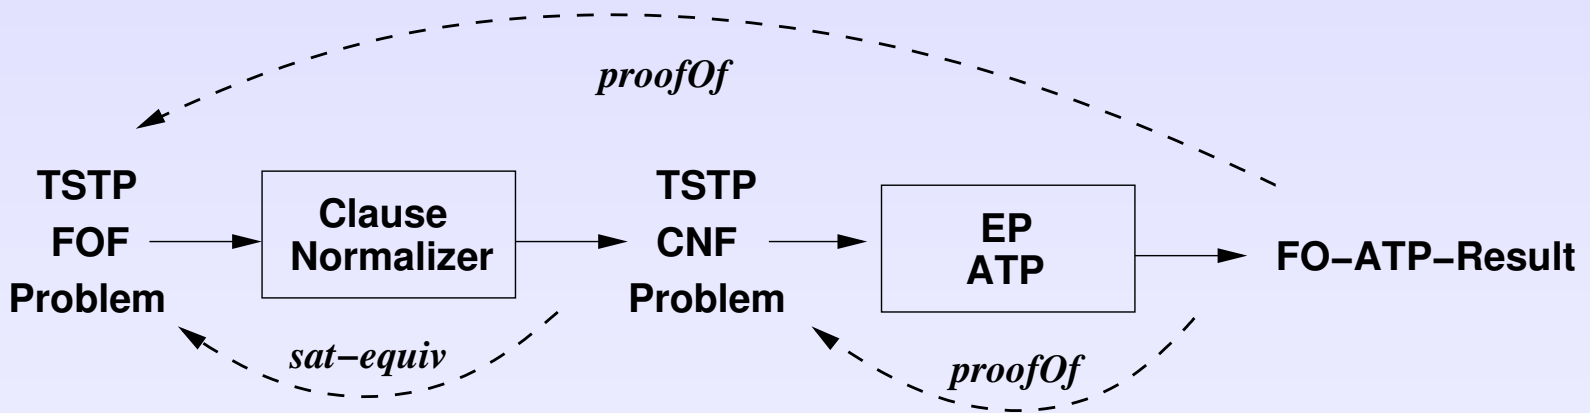 proofOf
TSTP
FOF
Problem
Clause
Normalizer
TSTP
CNF
Problem
EP
ATP
FO−ATP−Result
sat−equiv
proofOf